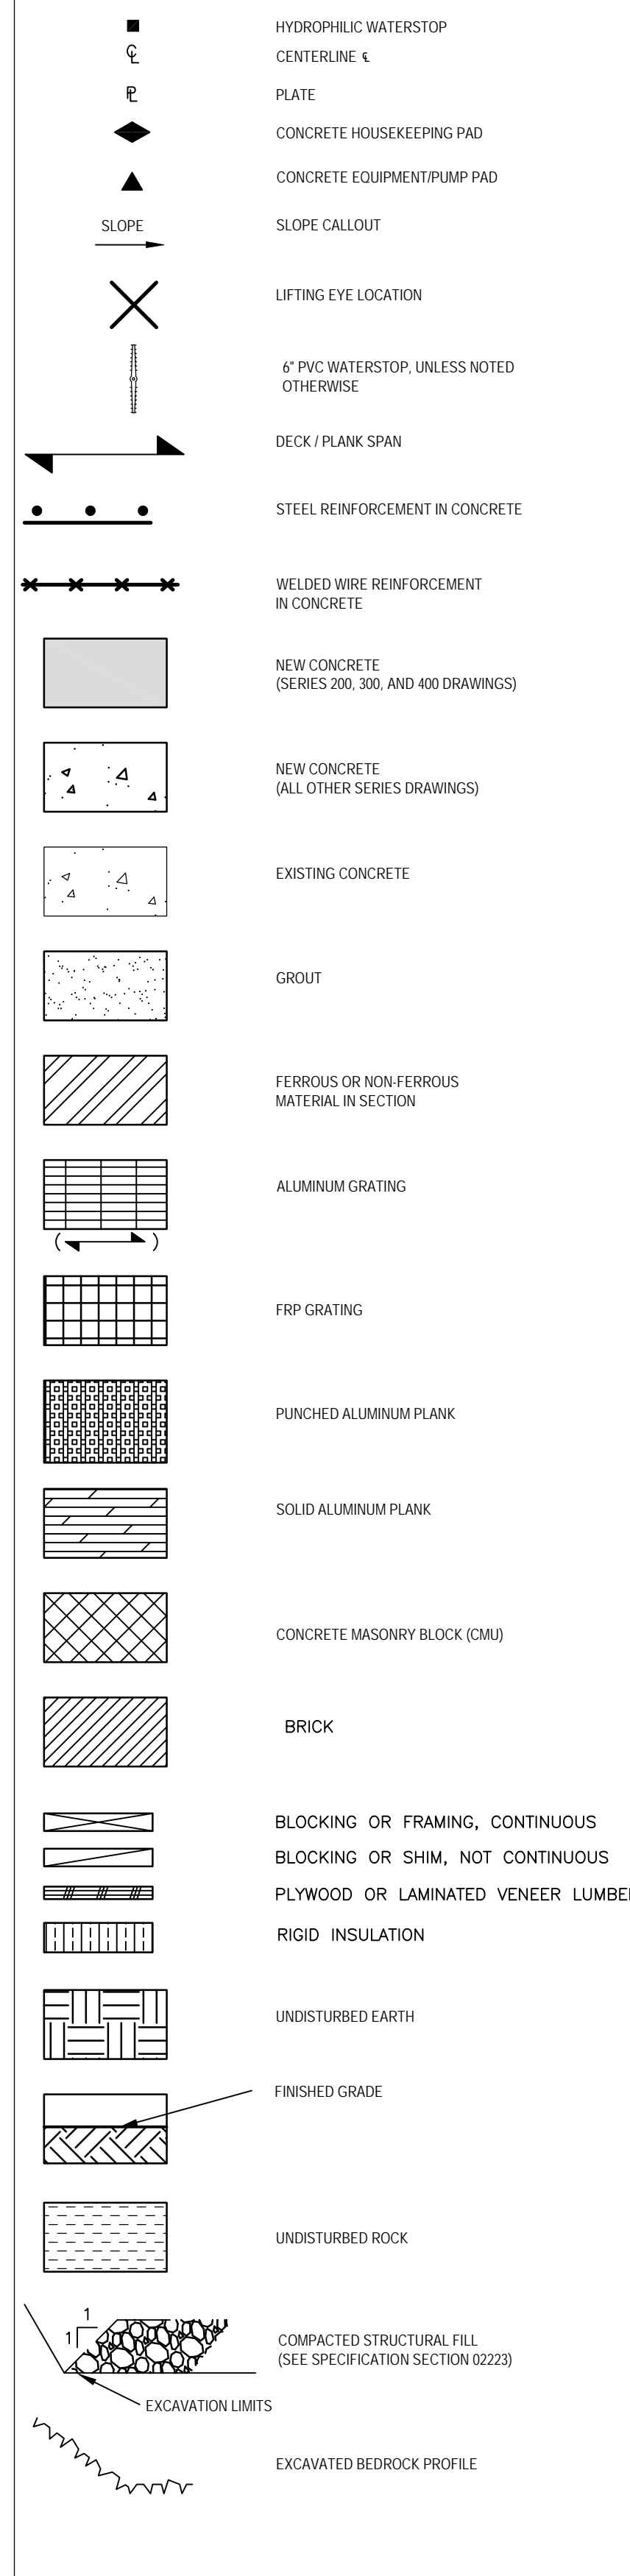 HYDROPHILIC WATERSTOP
℄ CENTERLINE ℄
PL PLATE
CONCRETE HOUSEKEEPING PAD
CONCRETE EQUIPMENT/PUMP PAD
SLOPE SLOPE CALLOUT
LIFTING EYE LOCATION
6" PVC WATERSTOP, UNLESS NOTED
OTHERWISE
DECK / PLANK SPAN
STEEL REINFORCEMENT IN CONCRETE
WELDED WIRE REINFORCEMENT
IN CONCRETE
NEW CONCRETE
(SERIES 200, 300, AND 400 DRAWINGS)
NEW CONCRETE
(ALL OTHER SERIES DRAWINGS)
EXISTING CONCRETE
GROUT
FERROUS OR NON-FERROUS
MATERIAL IN SECTION
ALUMINUM GRATING
( )
FRP GRATING
PUNCHED ALUMINUM PLANK
SOLID ALUMINUM PLANK
CONCRETE MASONRY BLOCK (CMU)
BRICK
BLOCKING OR FRAMING, CONTINUOUS
BLOCKING OR SHIM, NOT CONTINUOUS
PLYWOOD OR LAMINATED VENEER LUMBE
RIGID INSULATION
UNDISTURBED EARTH
FINISHED GRADE
UNDISTURBED ROCK
1
1
COMPACTED STRUCTURAL FILL
(SEE SPECIFICATION SECTION 02223)
EXCAVATION LIMITS
EXCAVATED BEDROCK PROFILE